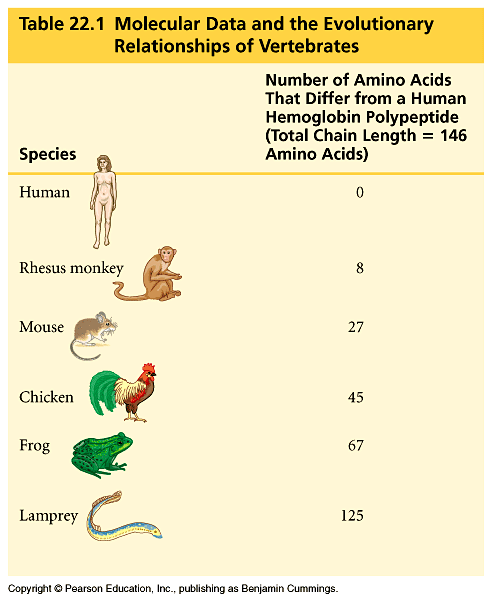 Table 22.1 Molecular Data and the Evolutionary
Relationships of Vertebrates
Number of Amino Acids
That Differ from a Human
Hemoglobin Polypeptide
(Total Chain Length = 146
Species Amino Acids)
Human 0
Rhesus monkey 8
Mouse 27
Chicken 45
Frog 67
Lamprey 125
Copyright © Pearson Education, Inc., publishing as Benjamin Cummings.